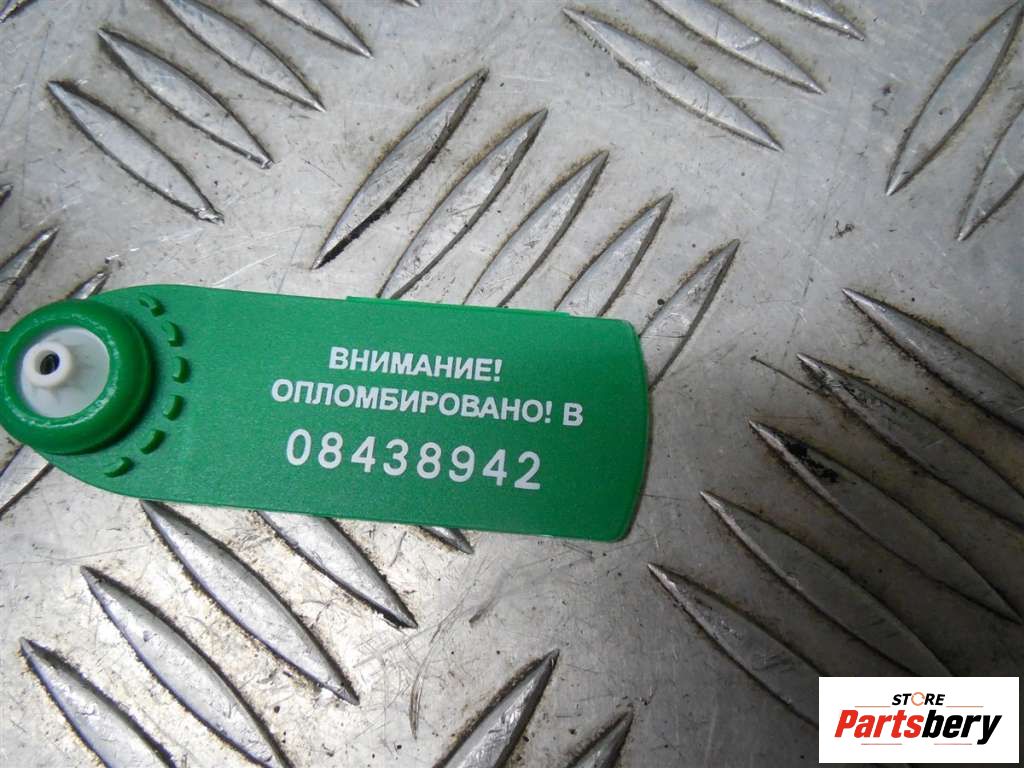 ВНИМАНИЕ!
ОПЛОМБИРОВАНО! В
08438942
STORE
Partsbery